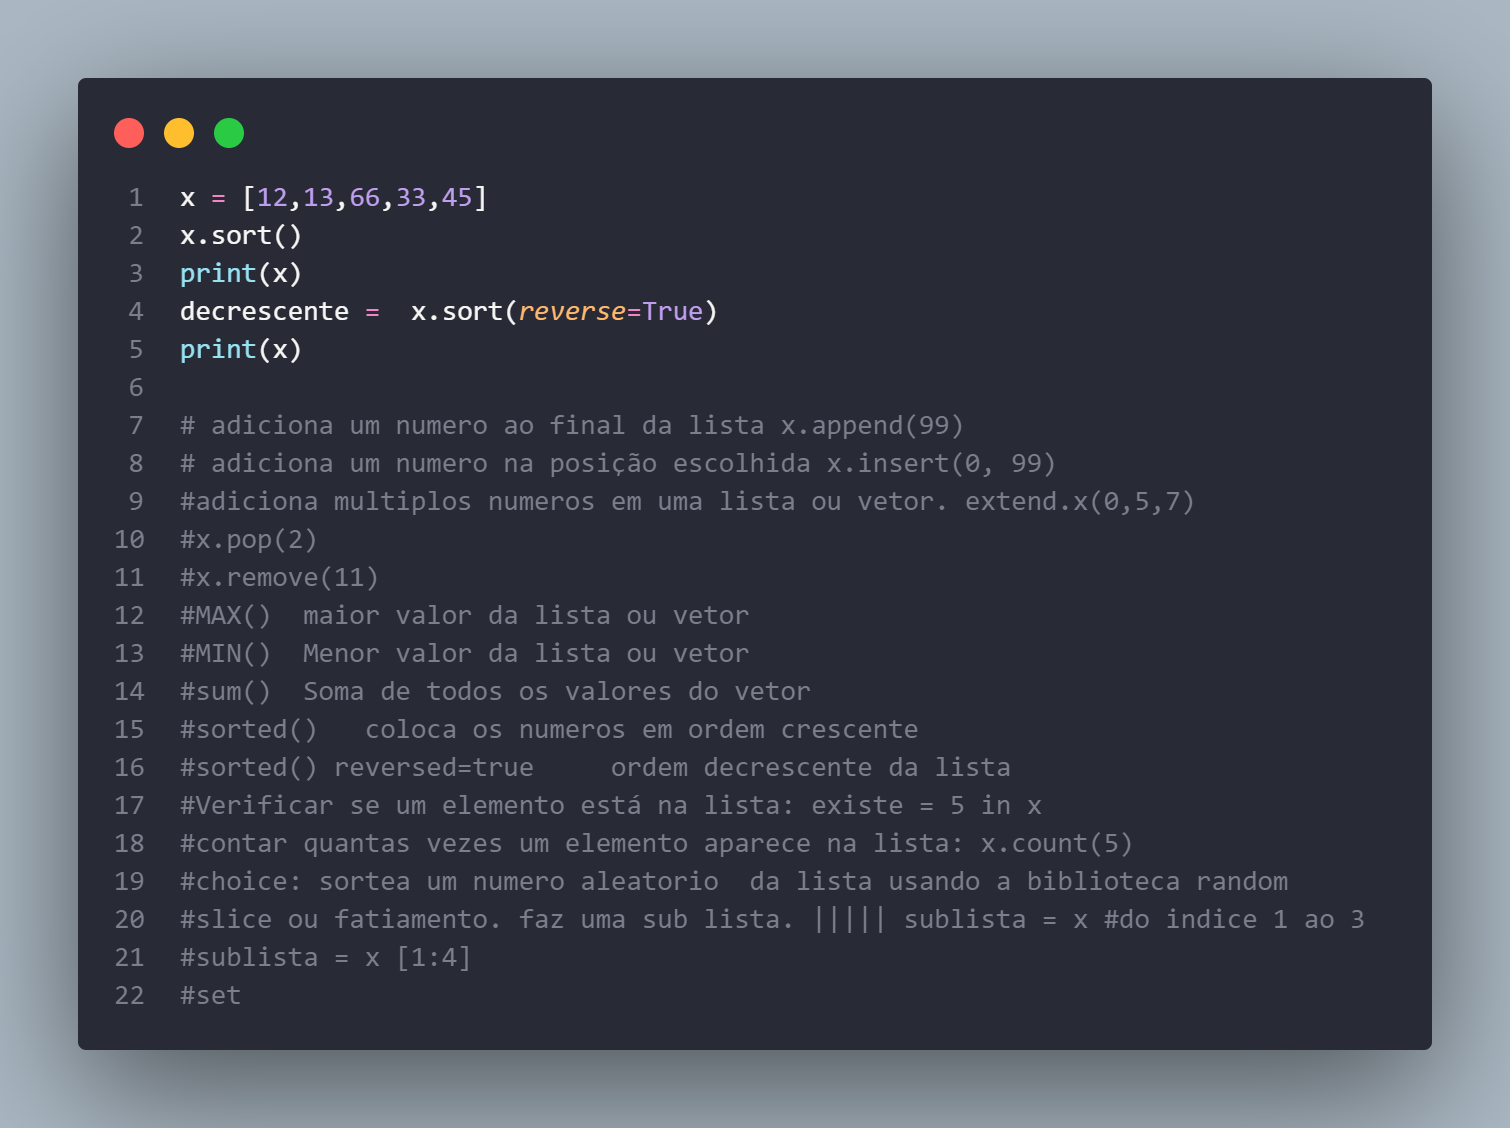 1 x = [12,13,66,33,45]
2 x.sort()
3 print(x)
4 decrescente =  x.sort(reverse=True)
5 print(x)
6
7 # adiciona um numero ao final da lista x.append(99)
8 # adiciona um numero na posição escolhida x.insert(0, 99)
9 #adiciona multiplos numeros em uma lista ou vetor. extend.x(0,5,7)
10 #x.pop(2)
11 #x.remove(11)
12 #MAX()  maior valor da lista ou vetor
13 #MIN()  Menor valor da lista ou vetor
14 #sum()  Soma de todos os valores do vetor
15 #sorted()   coloca os numeros em ordem crescente
16 #sorted() reversed=true     ordem decrescente da lista
17 #Verificar se um elemento está na lista: existe = 5 in x
18 #contar quantas vezes um elemento aparece na lista: x.count(5)
19 #choice: sortea um numero aleatorio  da lista usando a biblioteca random
20 #slice ou fatiamento. faz uma sub lista. ||||| sublista = x #do indice 1 ao 3
21 #sublista = x [1:4]
22 #set